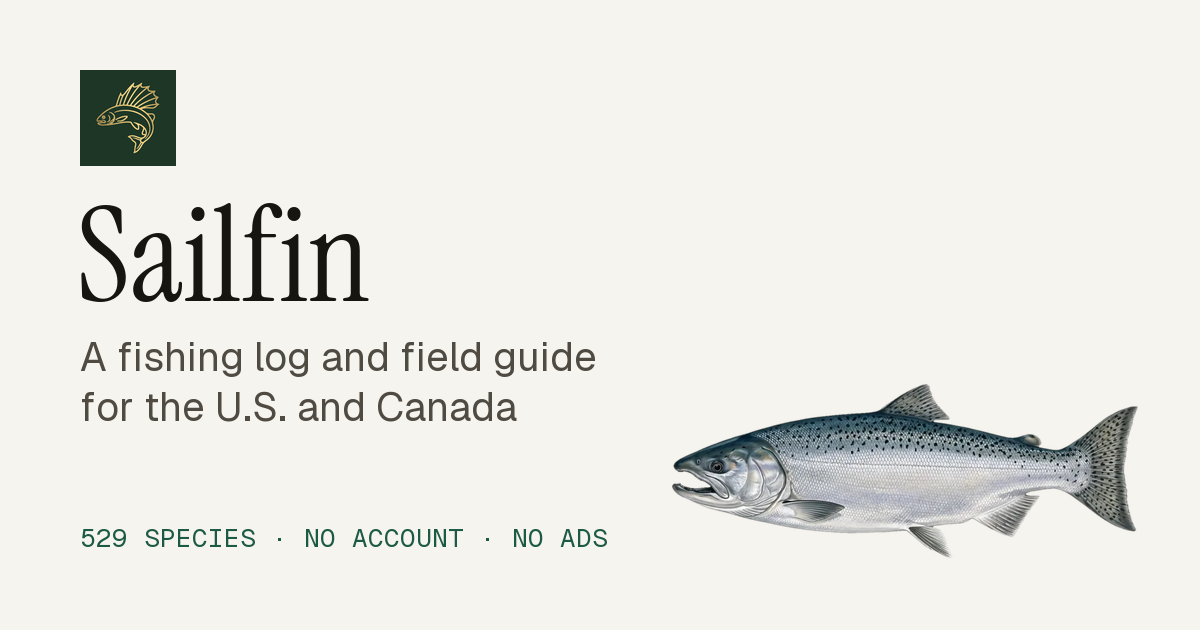 Sailfin
A fishing log and field guide
for the U.S. and Canada
529 SPECIES · NO ACCOUNT · NO ADS